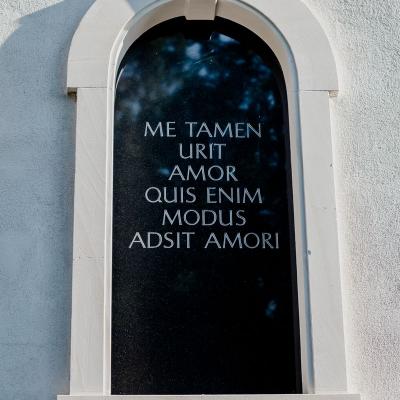 ME TAMEN
URIT
AMOR
QUIS ENIM
MODUS
ADSIT AMORI